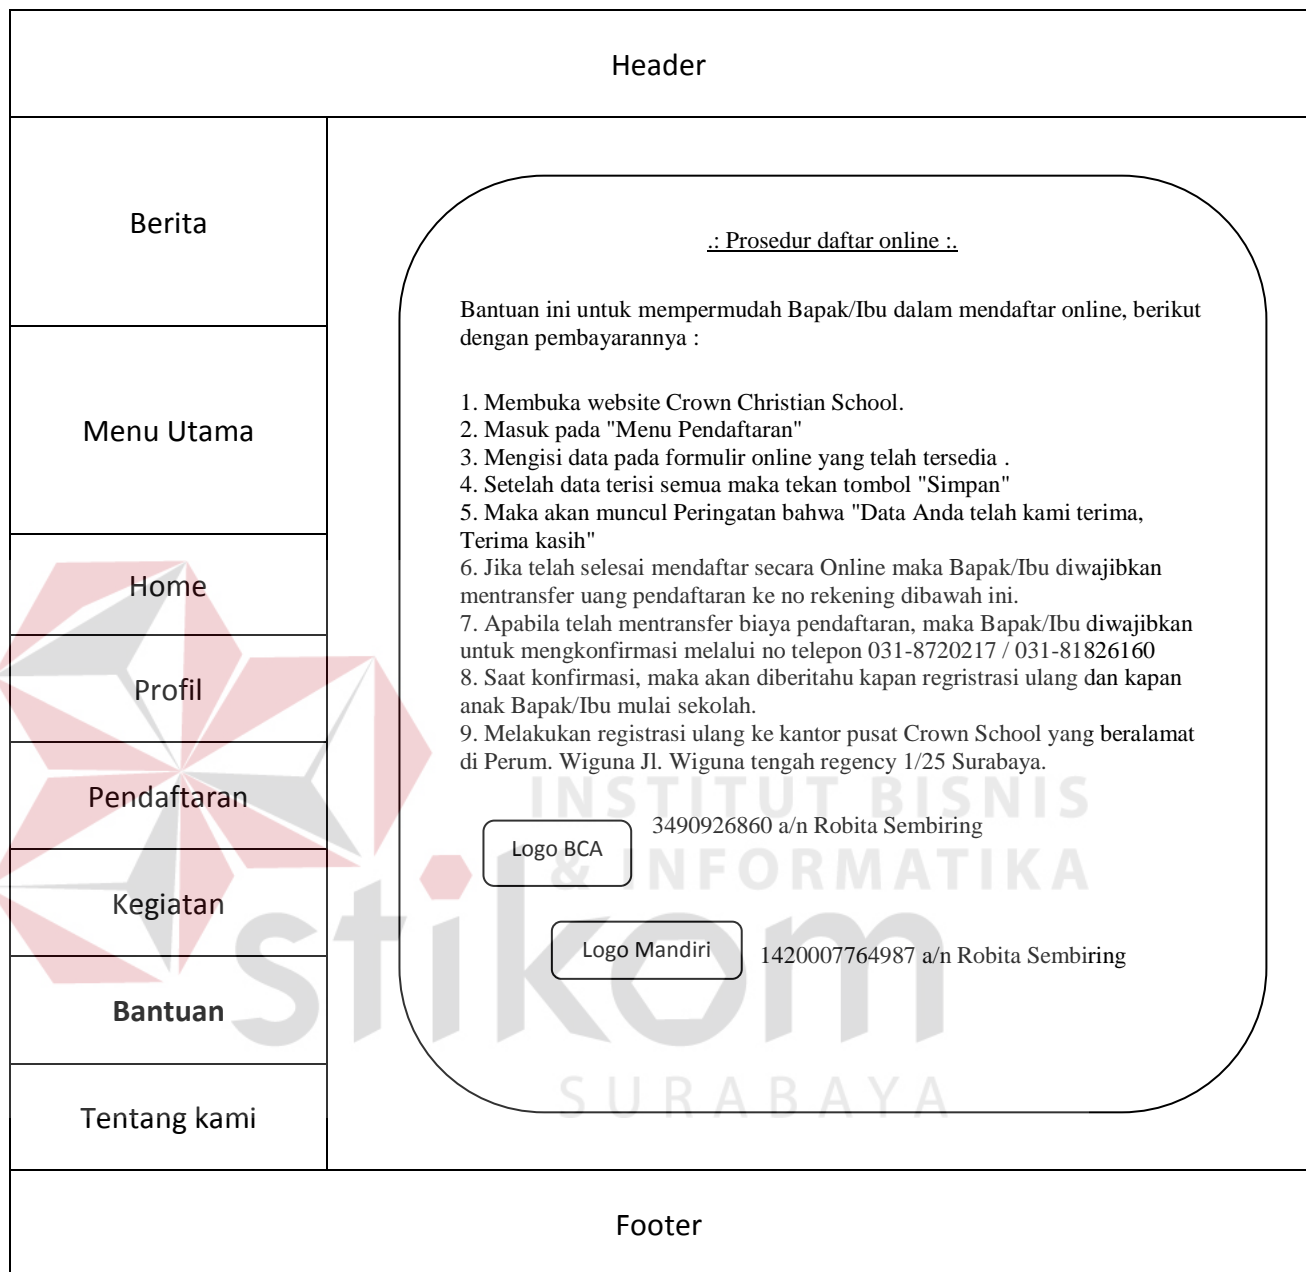 Header
Berita
Menu Utama
Home
Profil
Pendaftaran
Kegiatan
Bantuan
Tentang kami
.: Prosedur daftar online :.
Bantuan ini untuk mempermudah Bapak/Ibu dalam mendaftar online, berikut
dengan pembayarannya :
1. Membuka website Crown Christian School.
2. Masuk pada "Menu Pendaftaran"
3. Mengisi data pada formulir online yang telah tersedia .
4. Setelah data terisi semua maka tekan tombol "Simpan"
5. Maka akan muncul Peringatan bahwa "Data Anda telah kami terima,
Terima kasih"
6. Jika telah selesai mendaftar secara Online maka Bapak/Ibu diwajibkan
mentransfer uang pendaftaran ke no rekening dibawah ini.
7. Apabila telah mentransfer biaya pendaftaran, maka Bapak/Ibu diwajibkan
untuk mengkonfirmasi melalui no telepon 031-8720217 / 031-81826160
8. Saat konfirmasi, maka akan diberitahu kapan regristrasi ulang dan kapan
anak Bapak/Ibu mulai sekolah.
9. Melakukan registrasi ulang ke kantor pusat Crown School yang beralamat
di Perum. Wiguna Jl. Wiguna tengah regency 1/25 Surabaya.
Logo BCA
3490926860 a/n Robita Sembiring
Logo Mandiri
1420007764987 a/n Robita Sembiring
INSTITUT BISNIS
& INFORMATIKA
stikom
SURABAYA
Footer